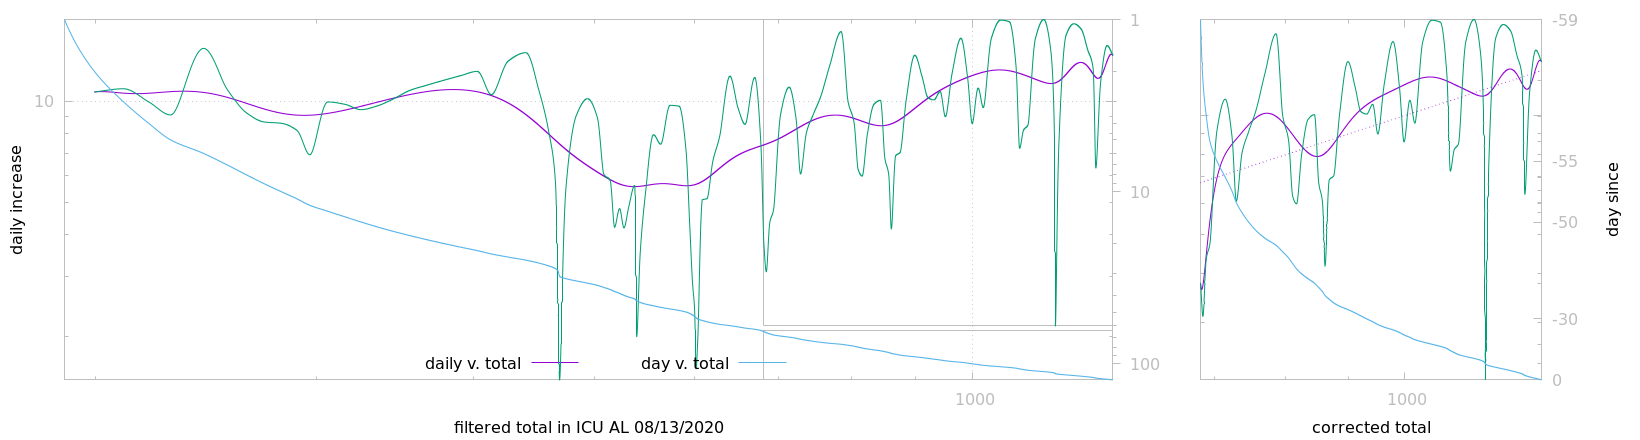 daily increase
10
daily v. total
day v. total
1
10
100
1000
filtered total in ICU AL 08/13/2020
-59
-55
-50
-30
0
day since
1000
corrected total